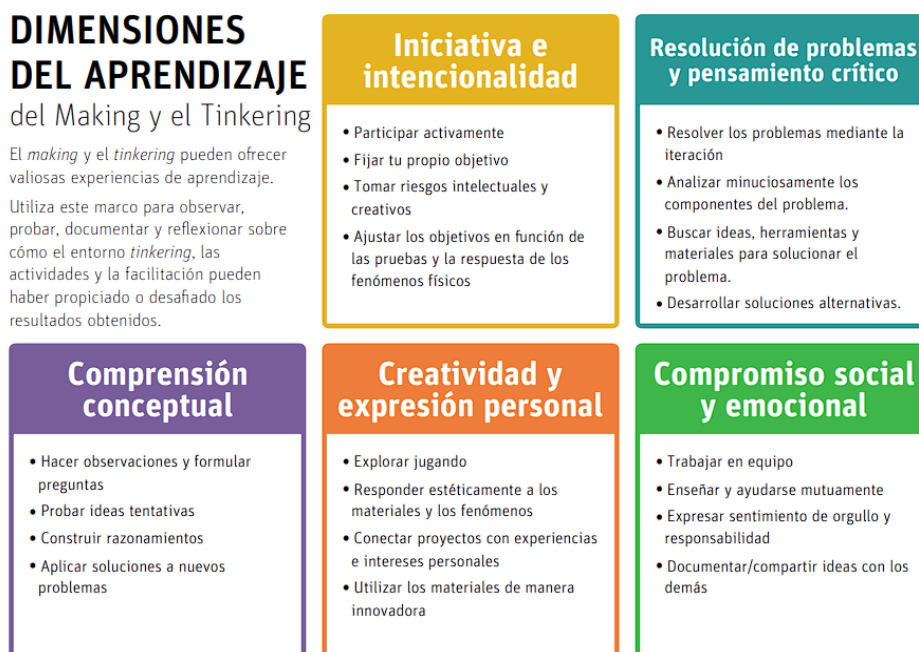 DIMENSIONES
DEL APRENDIZAJE
del Making y el Tinkering
El making y el tinkering pueden ofrecer
valiosas experiencias de aprendizaje.
Utiliza este marco para observar,
probar, documentar y reflexionar sobre
cómo el entorno tinkering, las
actividades y la facilitación pueden
haber propiciado o desafiado los
resultados obtenidos.
Iniciativa e
intencionalidad
• Participar activamente
• Fijar tu propio objetivo
• Tomar riesgos intelectuales y
creativos
• Ajustar los objetivos en función de
las pruebas y la respuesta de los
fenómenos físicos
Resolución de problemas
y pensamiento crítico
• Resolver los problemas mediante la
iteración
• Analizar minuciosamente los
componentes del problema.
• Buscar ideas, herramientas y
materiales para solucionar el
problema.
• Desarrollar soluciones alternativas.
Comprensión
conceptual
• Hacer observaciones y formular
preguntas
• Probar ideas tentativas
• Construir razonamientos
• Aplicar soluciones a nuevos
problemas
Creatividad y
expresión personal
• Explorar jugando
• Responder estéticamente a los
materiales y los fenómenos
• Conectar proyectos con experiencias
e intereses personales
• Utilizar los materiales de manera
innovadora
Compromiso social
y emocional
• Trabajar en equipo
• Enseñar y ayudarse mutuamente
• Expresar sentimiento de orgullo y
responsabilidad
• Documentar/compartir ideas con los
demás